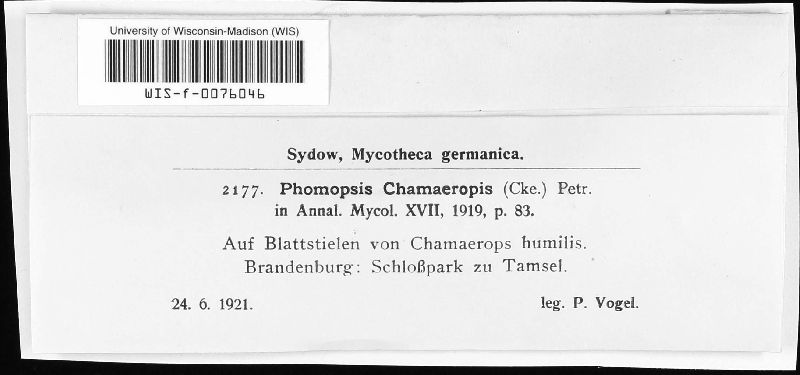 University of Wisconsin-Madison (WIS)
WIS-f-0076046
Sydow, Mycotheca germanica.
2177. Phomopsis Chamaeropis (Cke.) Petr.
in Annal. Mycol. XVII, 1919, p. 83.
Auf Blattstielen von Chamaerops humilis.
Brandenburg: Schloßpark zu Tamsel.
24. 6. 1921. leg. P. Vogel.